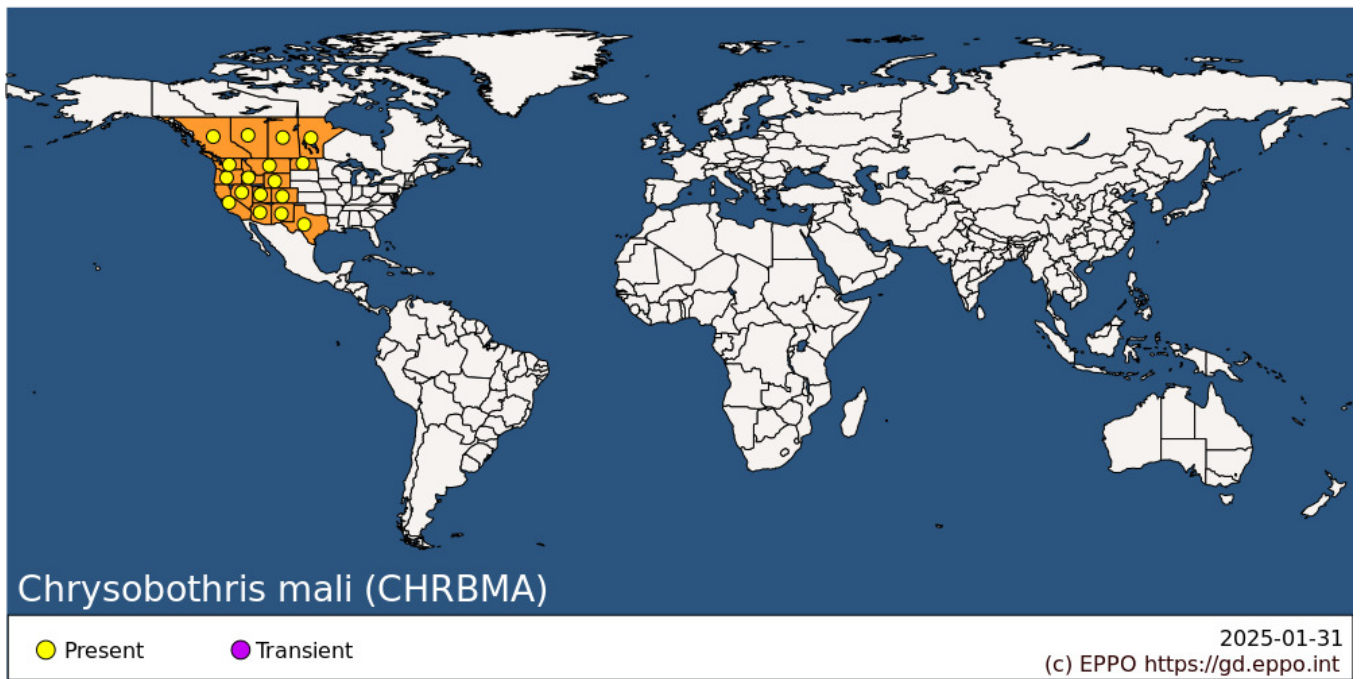 Chrysobothris mali (CHRBMA)
Present
Transient
2025-01-31
(c) EPPO https://gd.eppo.int